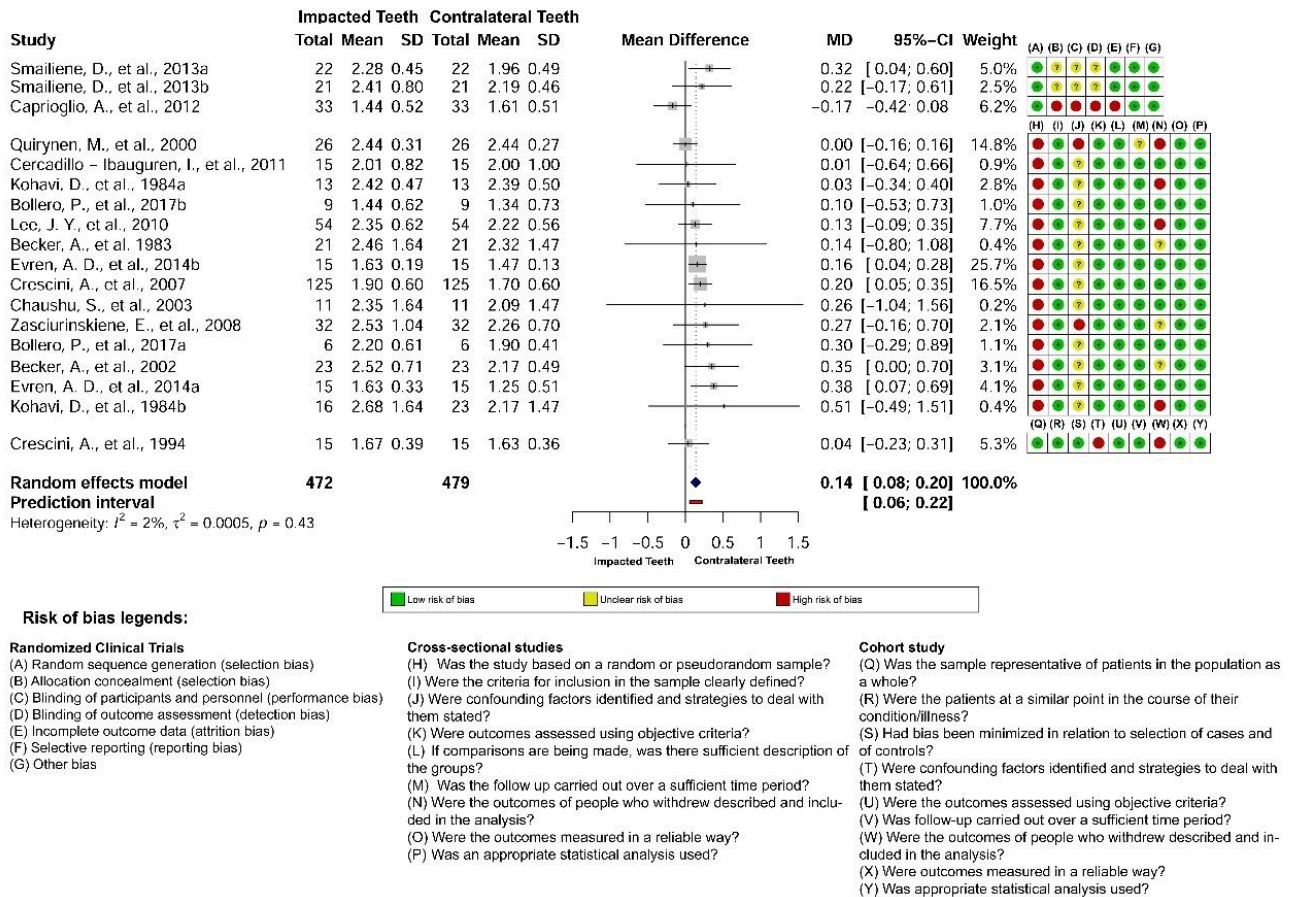 Impacted Teeth Contralateral Teeth
Study Total Mean SD Total Mean SD Mean Difference MD 95%−CI Weight
(A) (B) (C) (D) (E) (F) (G)
Smailiene, D., et al., 2013a 22 2.28 0.45 22 1.96 0.49 0.32 [0.04; 0.60] 5.0% + ? ? ? + + +
Smailiene, D., et al., 2013b 21 2.41 0.80 21 2.19 0.46 0.22 [−0.17; 0.61] 2.5% + ? ? ? + + +
Caprioglio, A., et al. 2012 33 1.44 0.52 33 1.61 0.51 −0.17 [−0.42; 0.08 6.2%
(H) (I) (J) (K) (L) (M) (N) (O) (P)
Quirynen, M., et al. 2000 26 2.44 0.31 26 2.44 0.27 0.00 [−0.16; 0.16] 14.8%
Cercadillo – Ibauguren, I., et al., 2011 15 2.01 0.82 15 2.00 1.00 0.01 [−0.64; 0.66] 0.9%
Kohavi, D., ct al., 1984a 13 2.42 0.47 13 2.39 0.50 0.03 [−0.34; 0.40] 2.8%
Bollero, P., et al., 2017b 9 1.44 0.62 9 1.34 0.73 0.10 [−0.53; 0.73] 1.0%
Lee, J. Y., et al., 2010 54 2.35 0.62 54 2.22 0.56 0.13 [−0.09; 0.35] 7.7%
Becker, A., et al. 1983 21 2.46 1.64 21 2.32 1.47 0.14 [−0.80; 1.08] 0.4%
Evren, A. D., et al., 2014b 15 1.63 0.19 15 1.47 0.13 0.16 [0.04; 0.28] 25.7%
Crescini, A., et al., 2007 125 1.90 0.60 125 1.70 0.60 0.20 [0.05; 0.35] 16.5%
Chaushu, S., et al., 2003 11 2.35 1.64 11 2.09 1.47 0.26 [−1.04; 1.56] 0.2%
Zasciurinskiene, E., et al., 2008 32 2.53 1.04 32 2.26 0.70 0.27 [−0.16; 0.70] 2.1%
Bollero, P., et al., 2017a 6 2.20 0.61 6 1.90 0.41 0.30 [−0.29; 0.89] 1.1%
Becker, A., et al., 2002 23 2.52 0.71 23 2.17 0.49 0.35 [0.00; 0.70] 3.1%
Evren, A. D., et al., 2014a 15 1.63 0.33 15 1.25 0.51 0.38 [0.07; 0.69] 4.1%
Kohavi, D., et al., 1984b 16 2.68 1.64 23 2.17 1.47 0.51 [−0.49; 1.51] 0.4%
(Q) (R) (S) (T) (U) (V) (W) (X) (Y)
Crescini, A., et al., 1994 15 1.67 0.39 15 1.63 0.36 0.04 [−0.23; 0.31] 5.3%
Random effects model 472 479 0.14 [ 0.08; 0.20] 100.0%
Prediction interval [ 0.06; 0.22]
Heterogeneity: I² = 2%, τ² = 0.0005, p = 0.43
−1.5 −1 −0.5 0 0.5 1 1.5
Impacted Teeth Contralateral Teeth
Low risk of bias Unclear risk of bias High risk of bias
Risk of bias legends:
Randomized Clinical Trials
(A) Random sequence generation (selection bias)
(B) Allocation concealment (selection bias)
(C) Blinding of participants and personnel (performance bias)
(D) Blinding of outcome assessment (detection bias)
(E) Incomplete outcome data (attrition bias)
(F) Selective reporting (reporting bias)
(G) Other bias
Cross-sectional studies
(H) Was the study based on a random or pseudorandom sample?
(I) Were the criteria for inclusion in the sample clearly defined?
(J) Were confounding factors identified and strategies to deal with
them stated?
(K) Were outcomes assessed using objective criteria?
(L) If comparisons are being made, was there sufficient description of
the groups?
(M) Was the follow up carried out over a sufficient time period?
(N) Were the outcomes of people who withdrew described and inclu-
ded in the analysis?
(O) Were the outcomes measured in a reliable way?
(P) Was an appropriate statistical analysis used?
Cohort study
(Q) Was the sample representative of patients in the population as
a whole?
(R) Were the patients at a similar point in the course of their
condition/illness?
(S) Had bias been minimized in relation to selection of cases and
of controls?
(T) Were confounding factors identified and strategies to deal with
them stated?
(U) Were the outcomes assessed using objective criteria?
(V) Was follow-up carried out over a sufficient time period?
(W) Were the outcomes of people who withdrew described and in-
cluded in the analysis?
(X) Were outcomes measured in a reliable way?
(Y) Was appropriate statistical analysis used?